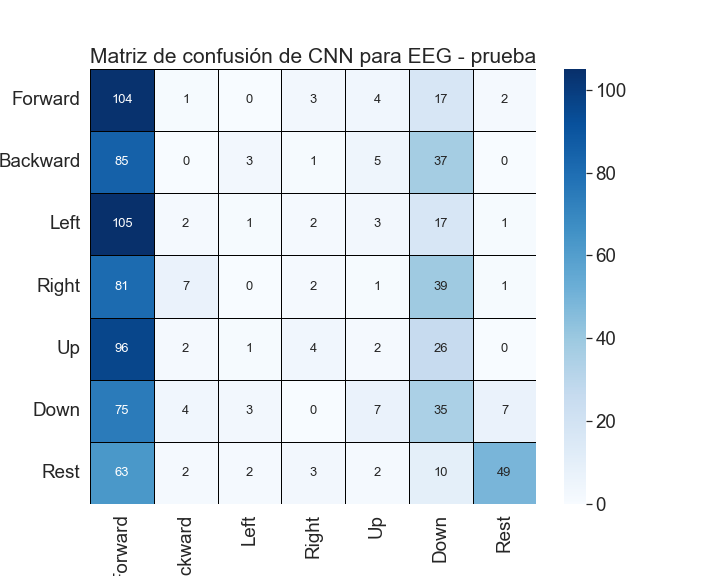 Matriz de confusión de CNN para EEG - prueba
Forward 104 1 0 3 4 17 2
Backward 85 0 3 1 5 37 0
Left 105 2 1 2 3 17 1
Right 81 7 0 2 1 39 1
Up 96 2 1 4 2 26 0
Down 75 4 3 0 7 35 7
Rest 63 2 2 3 2 10 49
Forward ckward Left Right Up Down Rest
100
80
60
40
20
0